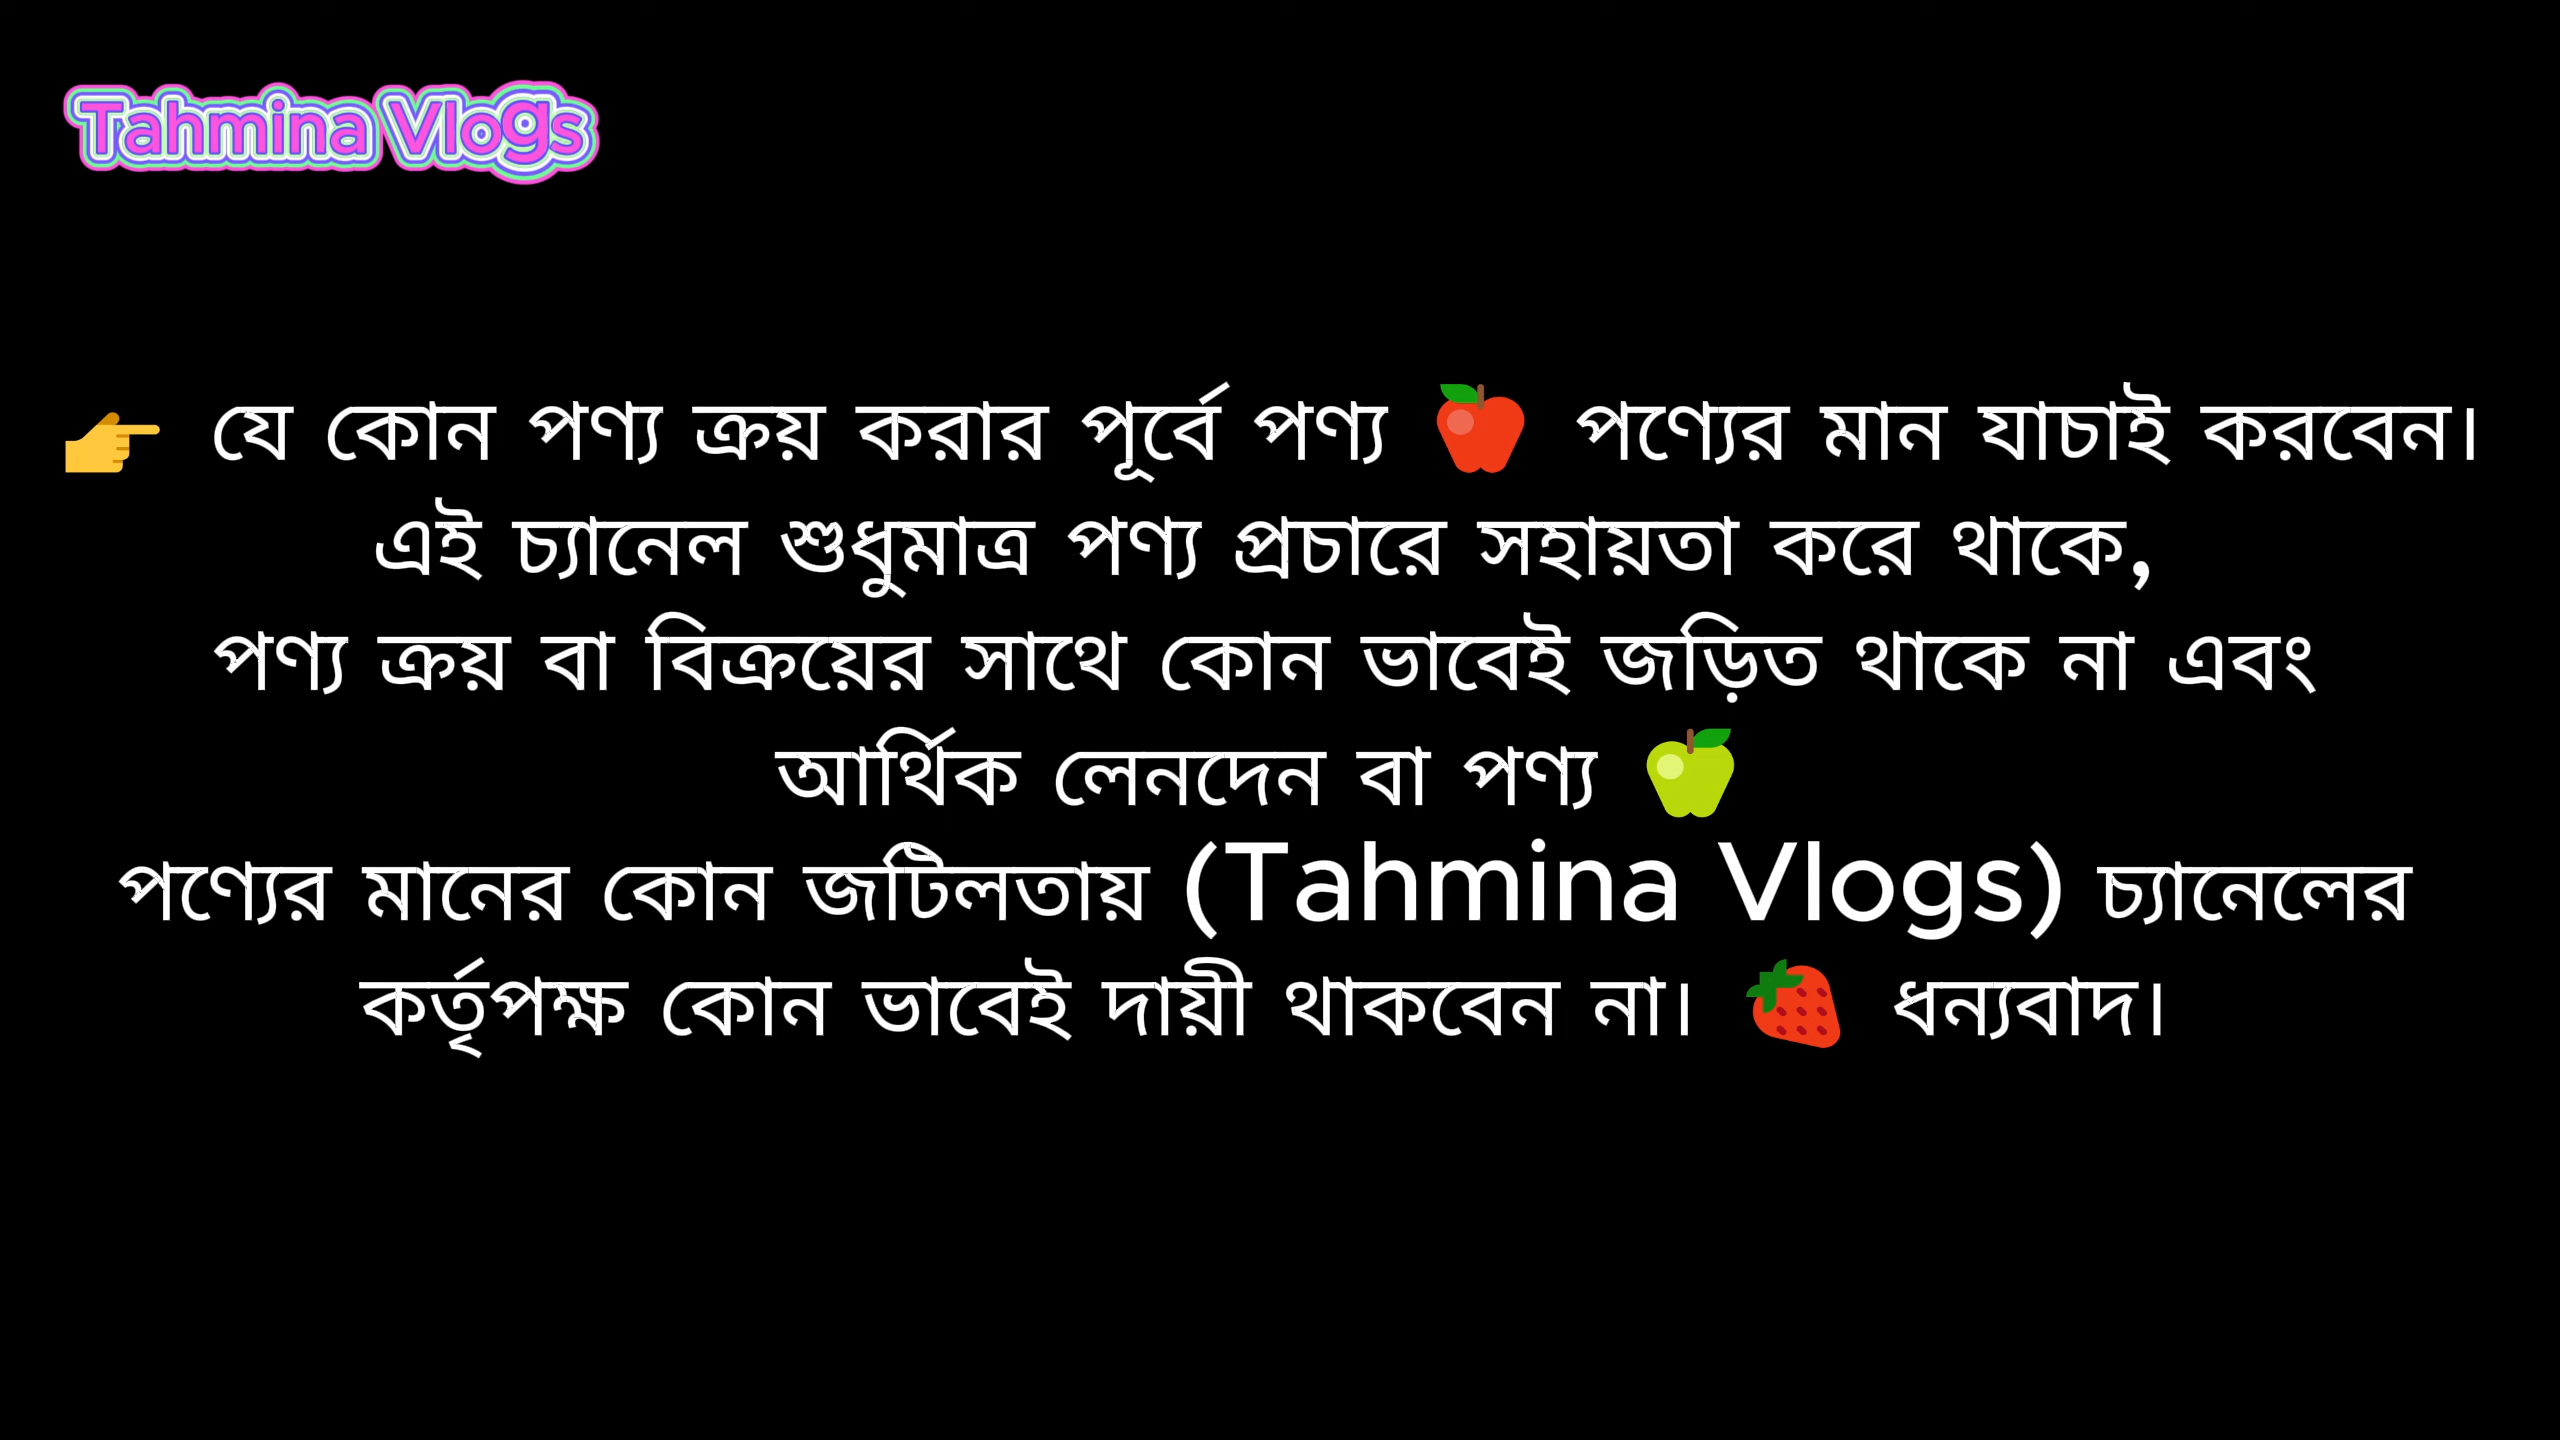 Tahmina Vlogs
👉 যে কোন পণ্য ক্রয় করার পূর্বে পণ্য 🍎 পণ্যের মান যাচাই করবেন।
এই চ্যানেল শুধুমাত্র পণ্য প্রচারে সহায়তা করে থাকে,
পণ্য ক্রয় বা বিক্রয়ের সাথে কোন ভাবেই জড়িত থাকে না এবং
আর্থিক লেনদেন বা পণ্য 🍏
পণ্যের মানের কোন জটিলতায় (Tahmina Vlogs) চ্যানেলের
কর্তৃপক্ষ কোন ভাবেই দায়ী থাকবেন না। 🍓 ধন্যবাদ।